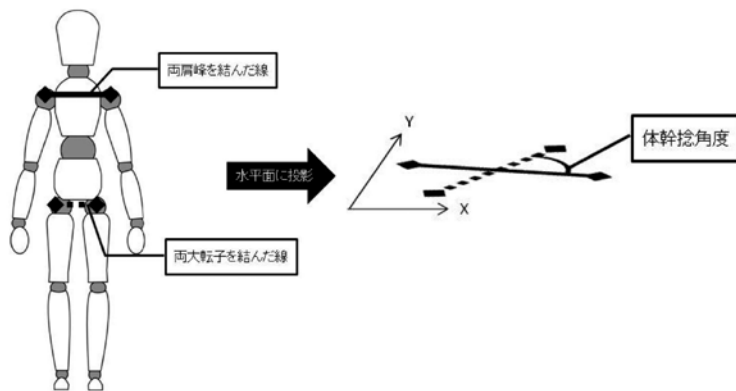 両肩峰を結んだ線
Y
体幹捻角度
水平面に投影
X
両大転子を結んだ線